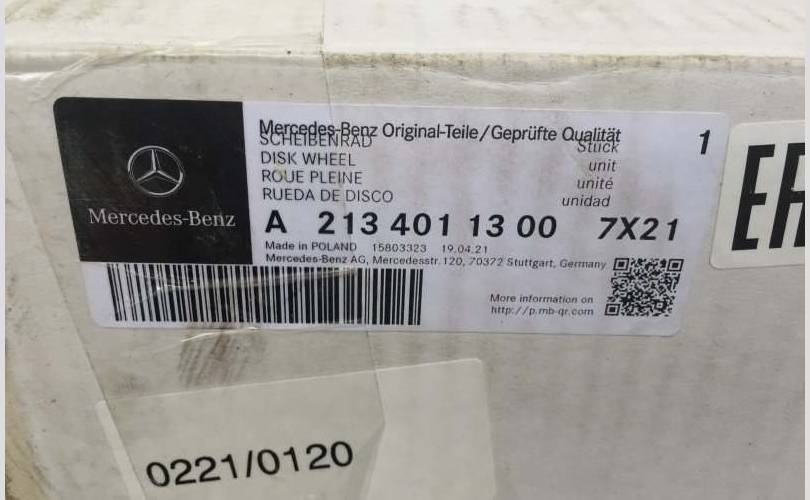 Mercedes-Benz
Mercedes-Benz Original-Teile/Geprüfte Qualität
1
SCHEIBENRAD
Stück
DISK WHEEL
unit
ROUE PLEINE
unité
RUEDA DE DISCO
unidad
A 213 401 13 00 7X21
Made in POLAND 15803323 19.04.21
Mercedes-Benz AG, Mercedesstr. 120, 70372 Stuttgart, Germany
More information on
http://p.mb-qr.com
0221/0120